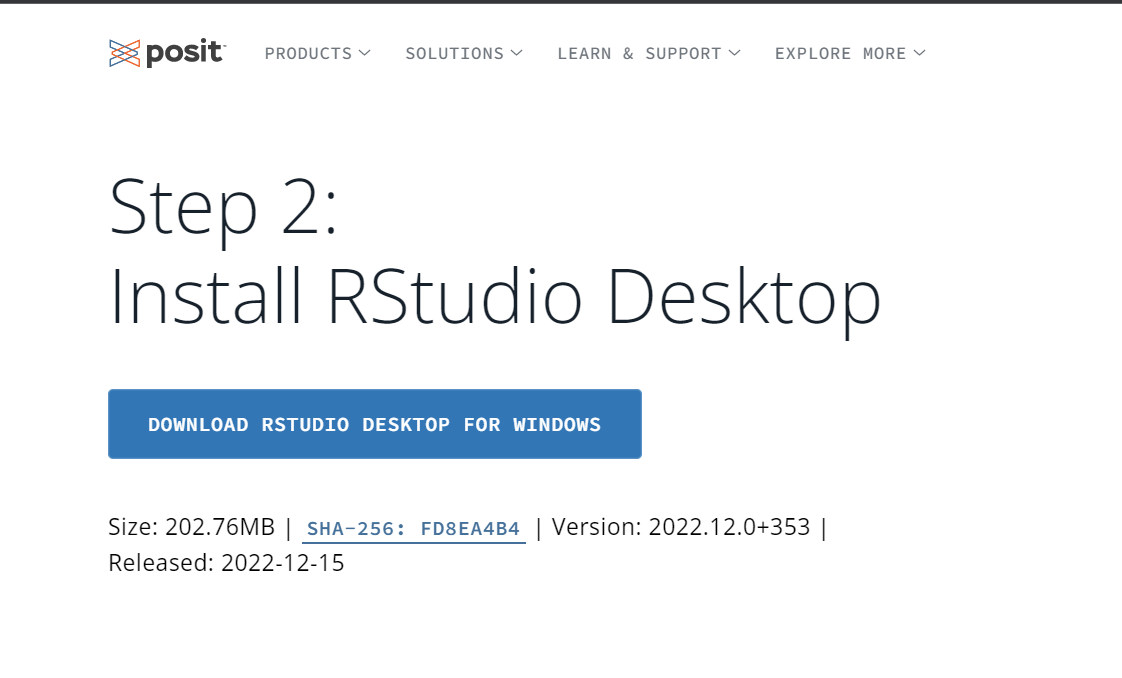 posit™ PRODUCTS SOLUTIONS LEARN & SUPPORT EXPLORE MORE
Step 2:
Install RStudio Desktop
DOWNLOAD RSTUDIO DESKTOP FOR WINDOWS
Size: 202.76MB | SHA-256: FD8EA4B4 | Version: 2022.12.0+353 |
Released: 2022-12-15